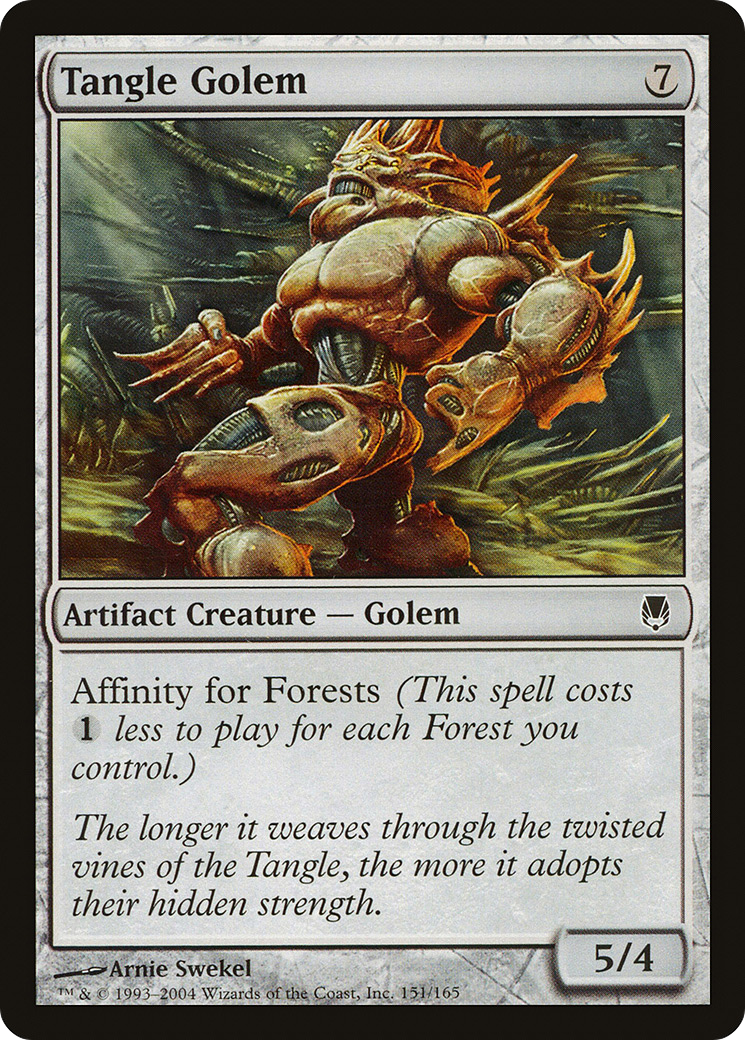 Tangle Golem 7
Artifact Creature — Golem
Affinity for Forests (This spell costs
1 less to play for each Forest you
control.)
The longer it weaves through the twisted
vines of the Tangle, the more it adopts
their hidden strength.
5/4
Arnie Swekel
™ & © 1993–2004 Wizards of the Coast, Inc. 151/165